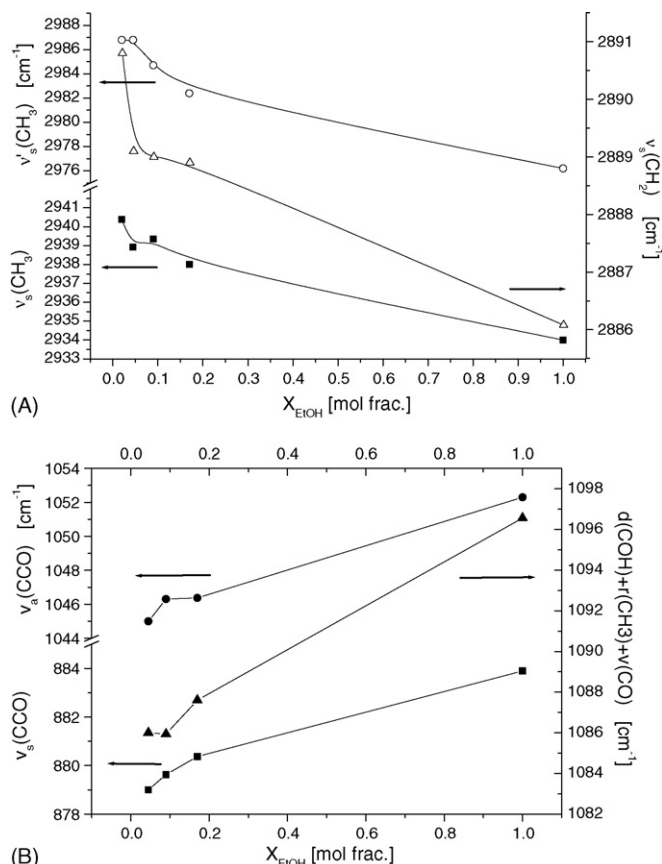 2988
2986
2984
2982
2980
2978
2976
2941
2940
2939
2938
2937
2936
2935
2934
2933
ν'ₛ(CH₃) [cm⁻¹]
νₛ(CH₃)
2891
2890
2889
2888
2887
2886
νₛ(CH₂)
[cm⁻¹]
0.0 0.1 0.2 0.3 0.4 0.5 0.6 0.7 0.8 0.9 1.0
X_EtOH [mol frac.]
(A)
0.0 0.2 0.4 0.6 0.8 1.0
1054
1052
1050
1048
1046
1044
884
882
880
878
νₐ(CCO) [cm⁻¹]
νₛ(CCO)
1098
1096
1094
1092
1090
1088
1086
1084
1082
d(COH)+r(CH3)+ν(CO)
[cm⁻¹]
0.0 0.2 0.4 0.6 0.8 1.0
X_EtOH [mol frac.]
(B)